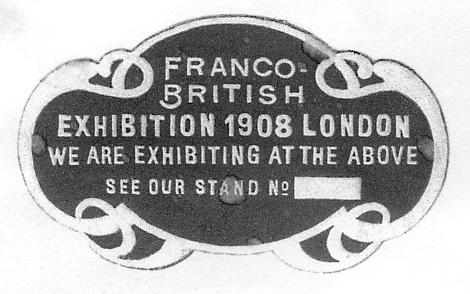 FRANCO-
BRITISH
EXHIBITION 1908 LONDON
WE ARE EXHIBITING AT THE ABOVE
SEE OUR STAND No